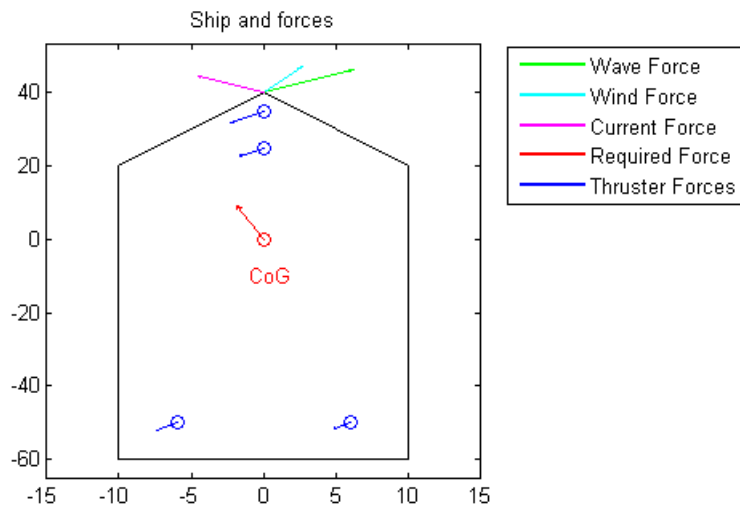 Ship and forces
40
20
0
-20
-40
-60
-15
-10
-5
0
5
10
15
CoG
Wave Force
Wind Force
Current Force
Required Force
Thruster Forces